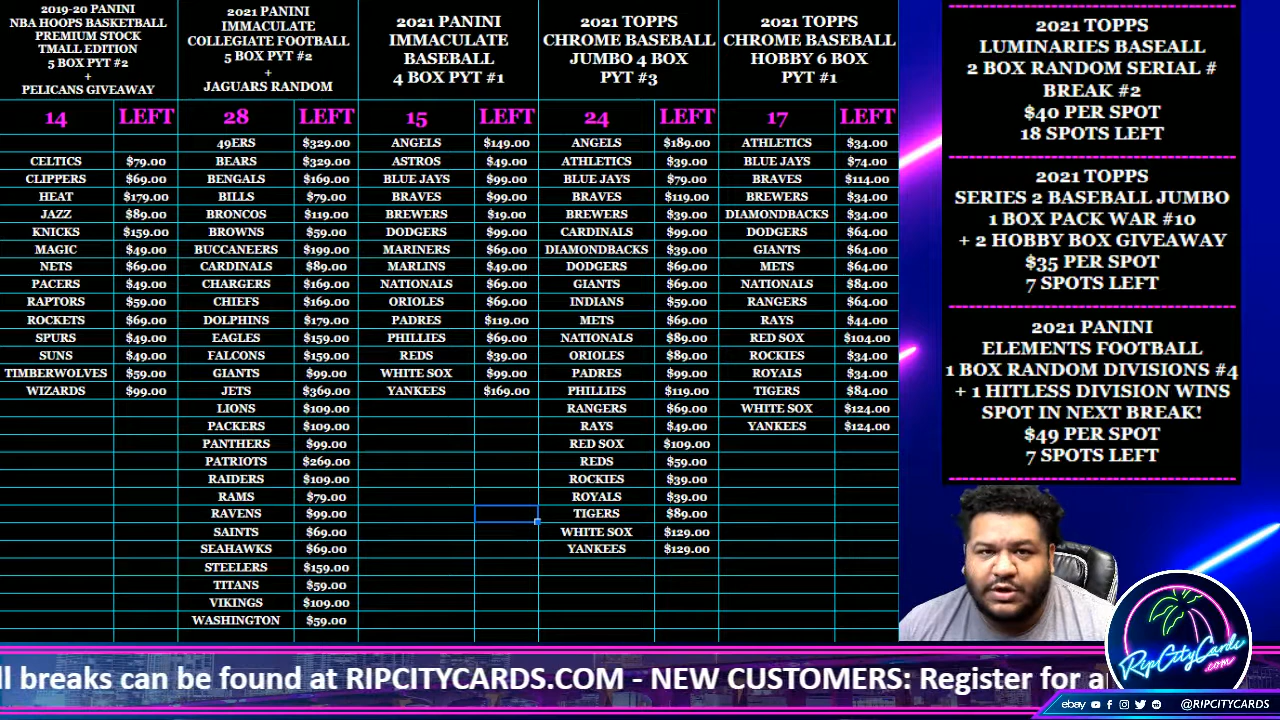 2019-20 PANINI
NBA HOOPS BASKETBALL
PREMIUM STOCK
TMALL EDITION
5 BOX PYT #2
+
PELICANS GIVEAWAY
14 LEFT
CELTICS $79.00
CLIPPERS $69.00
HEAT $179.00
JAZZ $89.00
KNICKS $159.00
MAGIC $49.00
NETS $69.00
PACERS $49.00
RAPTORS $59.00
ROCKETS $69.00
SPURS $49.00
SUNS $49.00
TIMBERWOLVES $59.00
WIZARDS $99.00
2021 PANINI
IMMACULATE
COLLEGIATE FOOTBALL
5 BOX PYT #2
+
JAGUARS RANDOM
28 LEFT
49ERS $329.00
BEARS $329.00
BENGALS $169.00
BILLS $79.00
BRONCOS $119.00
BROWNS $59.00
BUCCANEERS $199.00
CARDINALS $89.00
CHARGERS $169.00
CHIEFS $169.00
DOLPHINS $179.00
EAGLES $159.00
FALCONS $159.00
GIANTS $99.00
JETS $369.00
LIONS $109.00
PACKERS $109.00
PANTHERS $99.00
PATRIOTS $269.00
RAIDERS $109.00
RAMS $79.00
RAVENS $99.00
SAINTS $69.00
SEAHAWKS $69.00
STEELERS $159.00
TITANS $59.00
VIKINGS $109.00
WASHINGTON $59.00
2021 PANINI
IMMACULATE
BASEBALL
4 BOX PYT #1
15 LEFT
ANGELS $149.00
ASTROS $49.00
BLUE JAYS $99.00
BRAVES $99.00
BREWERS $19.00
DODGERS $99.00
MARINERS $69.00
MARLINS $49.00
NATIONALS $69.00
ORIOLES $69.00
PADRES $119.00
PHILLIES $69.00
REDS $39.00
WHITE SOX $99.00
YANKEES $169.00
2021 TOPPS
CHROME BASEBALL
JUMBO 4 BOX
PYT #3
24 LEFT
ANGELS $189.00
ATHLETICS $39.00
BLUE JAYS $79.00
BRAVES $119.00
BREWERS $39.00
CARDINALS $99.00
DIAMONDBACKS $39.00
DODGERS $69.00
GIANTS $69.00
INDIANS $59.00
METS $69.00
NATIONALS $89.00
ORIOLES $89.00
PADRES $99.00
PHILLIES $119.00
RANGERS $69.00
RAYS $49.00
RED SOX $109.00
REDS $59.00
ROCKIES $39.00
ROYALS $39.00
TIGERS $89.00
WHITE SOX $129.00
YANKEES $129.00
2021 TOPPS
CHROME BASEBALL
HOBBY 6 BOX
PYT #1
17 LEFT
ATHLETICS $34.00
BLUE JAYS $74.00
BRAVES $114.00
BREWERS $34.00
DIAMONDBACKS $34.00
DODGERS $64.00
GIANTS $64.00
METS $64.00
NATIONALS $84.00
RANGERS $64.00
RAYS $44.00
RED SOX $104.00
ROCKIES $34.00
ROYALS $34.00
TIGERS $84.00
WHITE SOX $124.00
YANKEES $124.00
2021 TOPPS
LUMINARIES BASEALL
2 BOX RANDOM SERIAL #
BREAK #2
$40 PER SPOT
18 SPOTS LEFT
2021 TOPPS
SERIES 2 BASEBALL JUMBO
1 BOX PACK WAR #10
+ 2 HOBBY BOX GIVEAWAY
$35 PER SPOT
7 SPOTS LEFT
2021 PANINI
ELEMENTS FOOTBALL
1 BOX RANDOM DIVISIONS #4
+ 1 HITLESS DIVISION WINS
SPOT IN NEXT BREAK!
$49 PER SPOT
7 SPOTS LEFT
ll breaks can be found at RIPCITYCARDS.COM - NEW CUSTOMERS: Register for a
RipCityCards
.com
ebay @RIPCITYCARDS